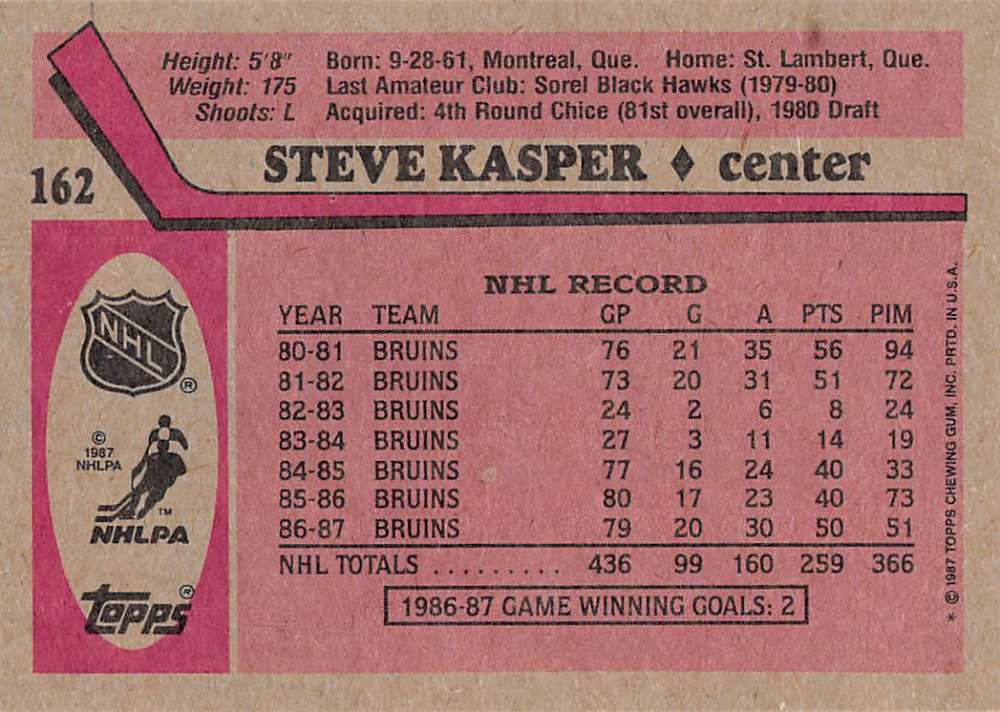 Height: 5'8" Born: 9-28-61, Montreal, Que. Home: St. Lambert, Que.
Weight: 175 Last Amateur Club: Sorel Black Hawks (1979-80)
Shoots: L Acquired: 4th Round Chice (81st overall), 1980 Draft
162 STEVE KASPER ♦ center
NHL RECORD
YEAR TEAM GP G A PTS PIM
80-81 BRUINS 76 21 35 56 94
81-82 BRUINS 73 20 31 51 72
82-83 BRUINS 24 2 6 8 24
83-84 BRUINS 27 3 11 14 19
84-85 BRUINS 77 16 24 40 33
85-86 BRUINS 80 17 23 40 73
86-87 BRUINS 79 20 30 50 51
NHL TOTALS .......... 436 99 160 259 366
1986-87 GAME WINNING GOALS: 2
NHL ®
©
1987
NHLPA
TM
NHLPA
topps ®
* © 1987 TOPPS CHEWING GUM, INC. PRTD. IN U.S.A.